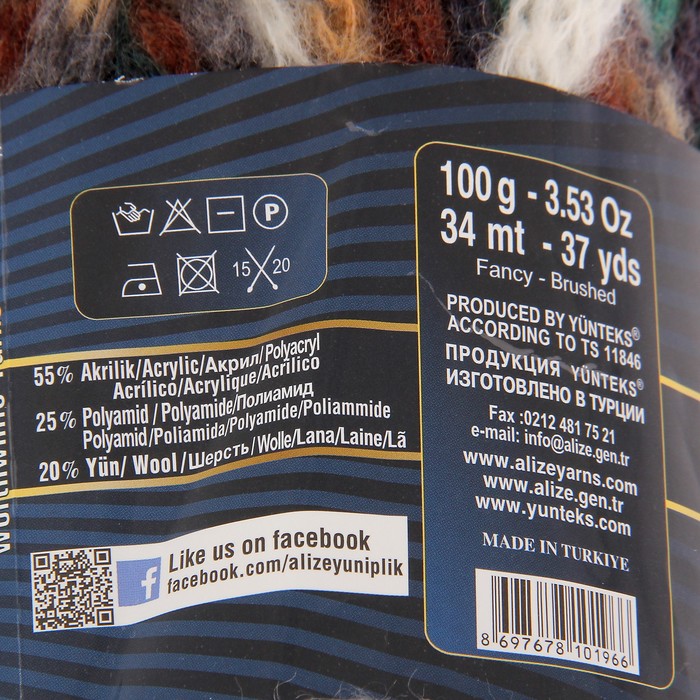 P
15 20
55% Akrilik/Acrylic/Акрил/Polyacryl
Acrílico/Acrylique/Acrilico
25% Polyamid / Polyamide/Полиамид
Polyamid/Poliamida/Polyamide/Poliammide
20% Yün/ Wool/Шерсть/Wolle/Lana/Laine/Lã
f Like us on facebook
facebook.com/alizeyuniplik
100 g - 3.53 Oz
34 mt - 37 yds
Fancy - Brushed
PRODUCED BY YÜNTEKS®
ACCORDING TO TS 11846
ПРОДУКЦИЯ YÜNTEKS®
ИЗГОТОВЛЕНО В ТУРЦИИ
Fax :0212 481 75 21
e-mail: info@alize.gen.tr
www.alizeyarns.com
www.alize.gen.tr
www.yunteks.com
MADE IN TURKIYE
8 697678 101966